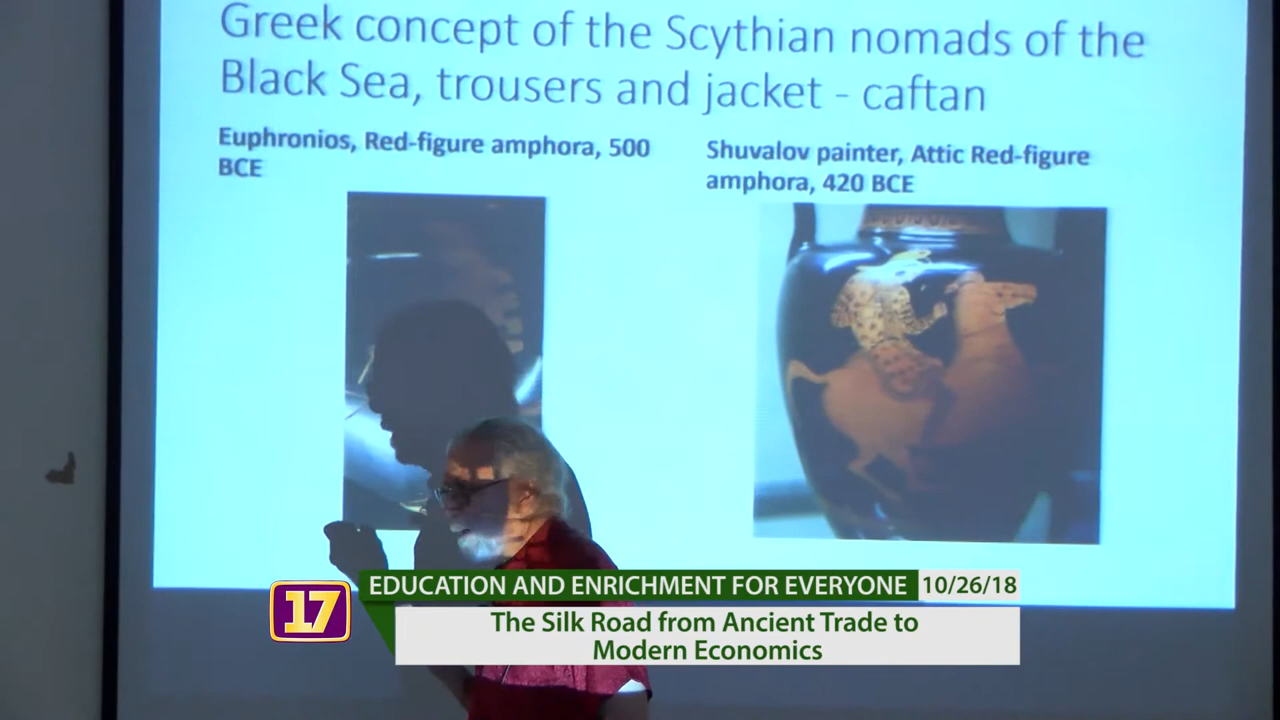 Greek concept of the Scythian nomads of the
Black Sea, trousers and jacket - caftan
Euphronios, Red-figure amphora, 500
BCE
Shuvalov painter, Attic Red-figure
amphora, 420 BCE
17
EDUCATION AND ENRICHMENT FOR EVERYONE 10/26/18
The Silk Road from Ancient Trade to
Modern Economics